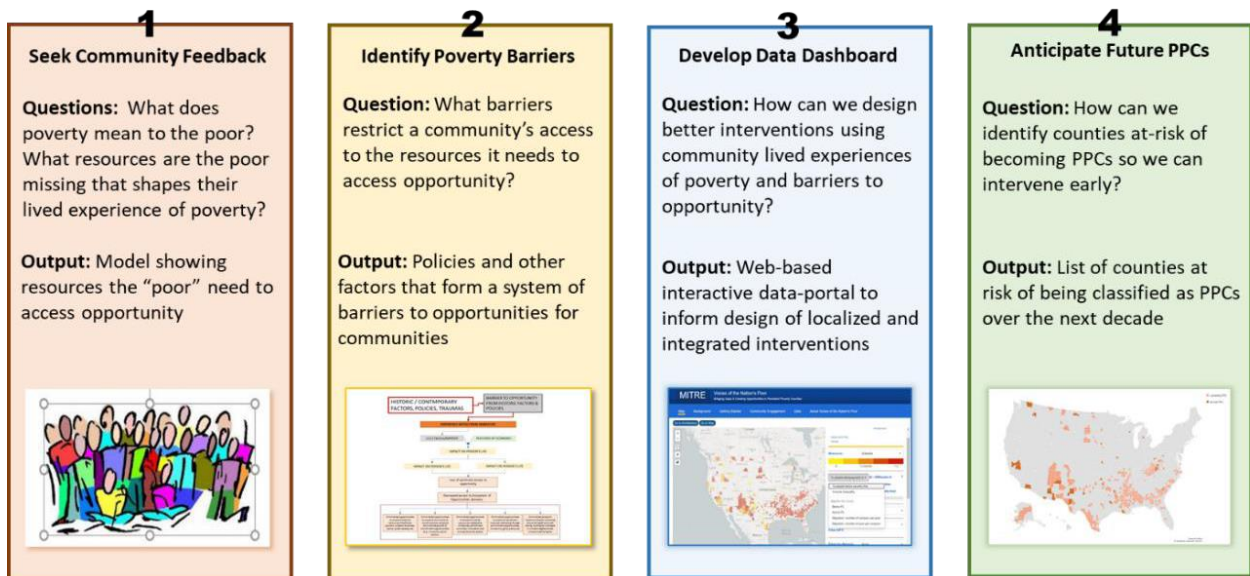 1
Seek Community Feedback
Questions: What does
poverty mean to the poor?
What resources are the poor
missing that shapes their
lived experience of poverty?
Output: Model showing
resources the “poor” need to
access opportunity
2
Identify Poverty Barriers
Question: What barriers
restrict a community’s access
to the resources it needs to
access opportunity?
Output: Policies and other
factors that form a system of
barriers to opportunities for
communities
HISTORIC / CONTEMPORARY
FACTORS, POLICIES, TRAUMAS
3
Develop Data Dashboard
Question: How can we design
better interventions using
community lived experiences
of poverty and barriers to
opportunity?
Output: Web-based
interactive data-portal to
inform design of localized and
integrated interventions
MITRE
Voices of the Nation's Poor
4
Anticipate Future PPCs
Question: How can we
identify counties at-risk of
becoming PPCs so we can
intervene early?
Output: List of counties at
risk of being classified as PPCs
over the next decade